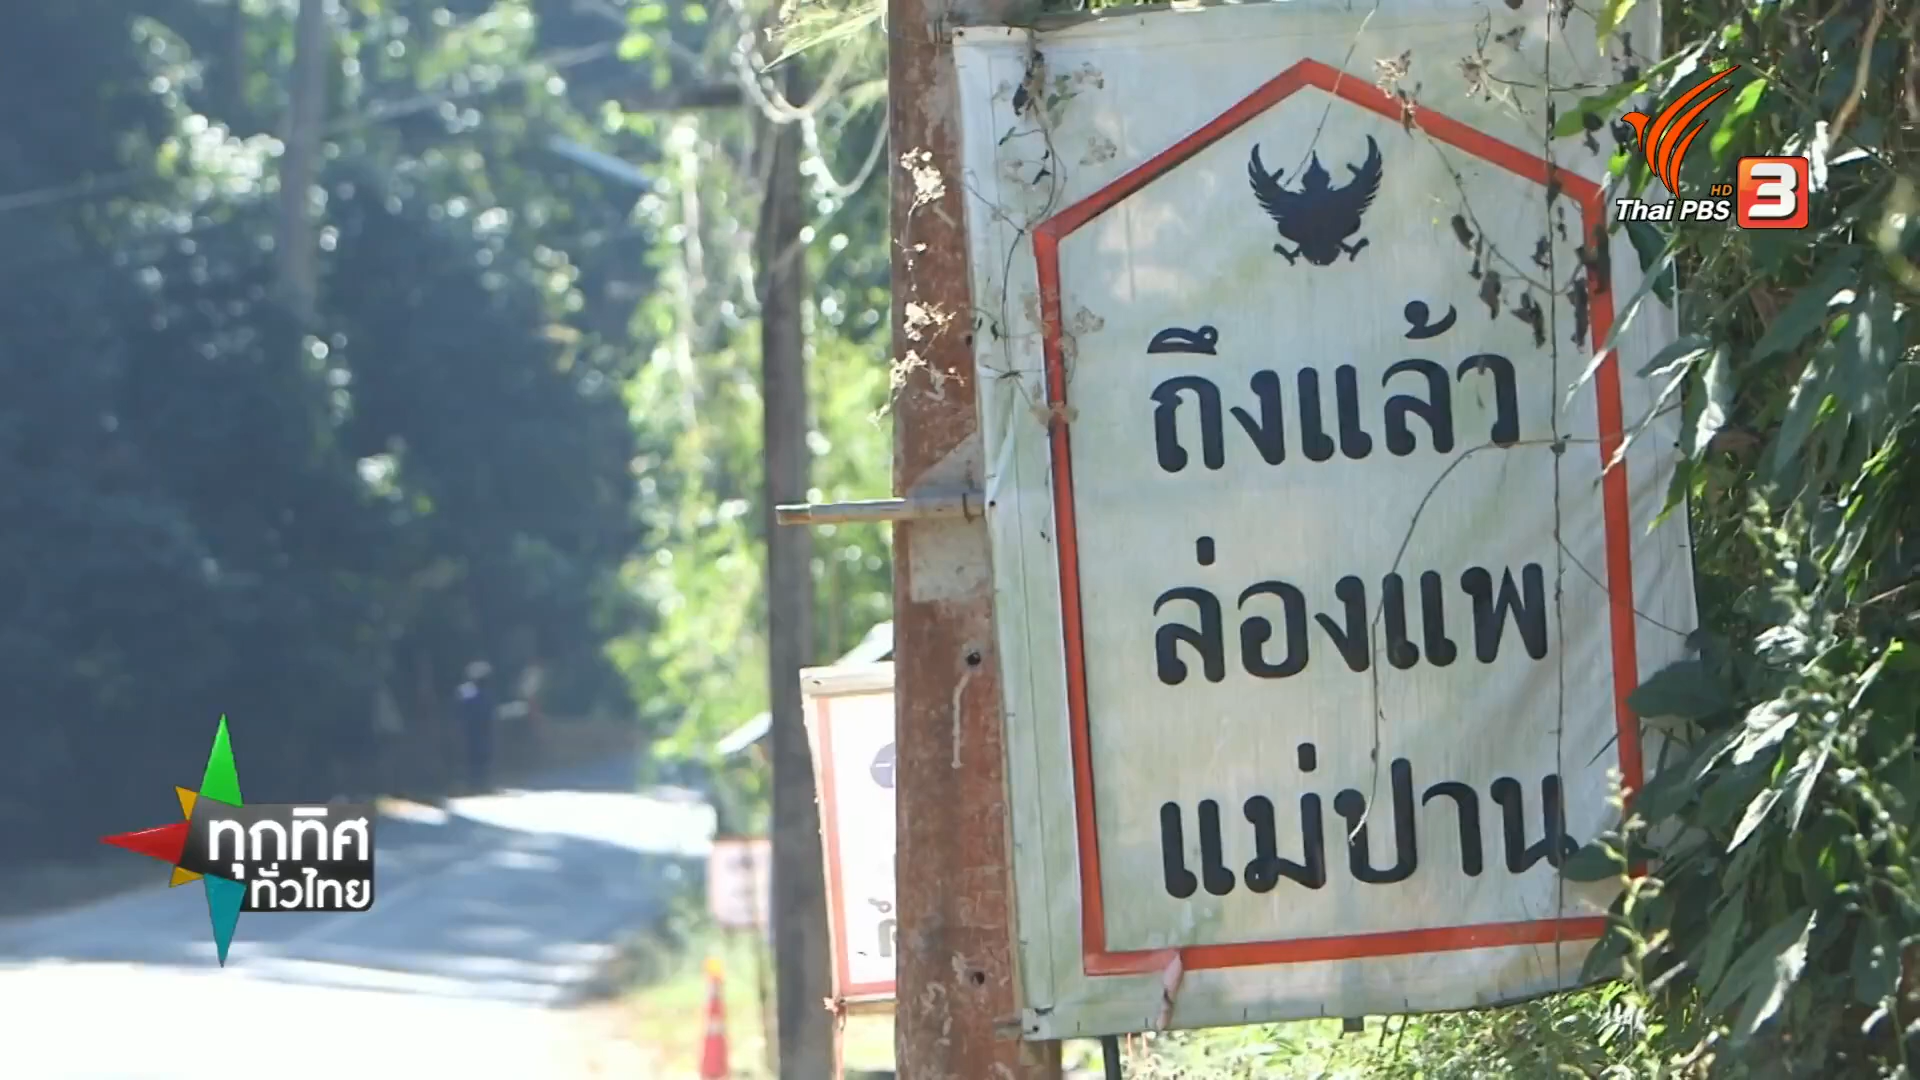 ถึงแล้ว
ล่องแพ
แม่ปาน
HD
Thai PBS 3
ทุกทิศ
ทั่วไทย